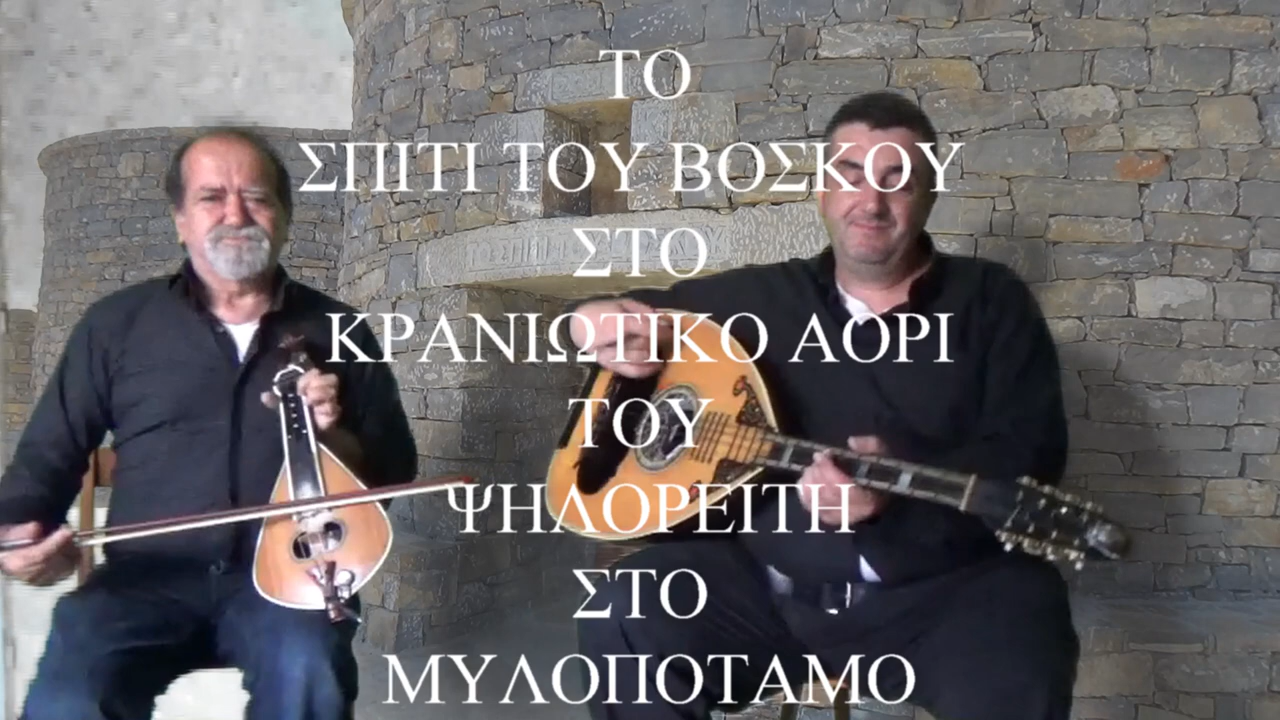 ΤΟ
ΣΠΙΤΙ ΤΟΥ ΒΟΣΚΟΥ
ΣΤΟ
ΚΡΑΝΙΩΤΙΚΟ ΑΟΡΙ
ΤΟΥ
ΨΗΛΟΡΕΙΤΗ
ΣΤΟ
ΜΥΛΟΠΟΤΑΜΟ